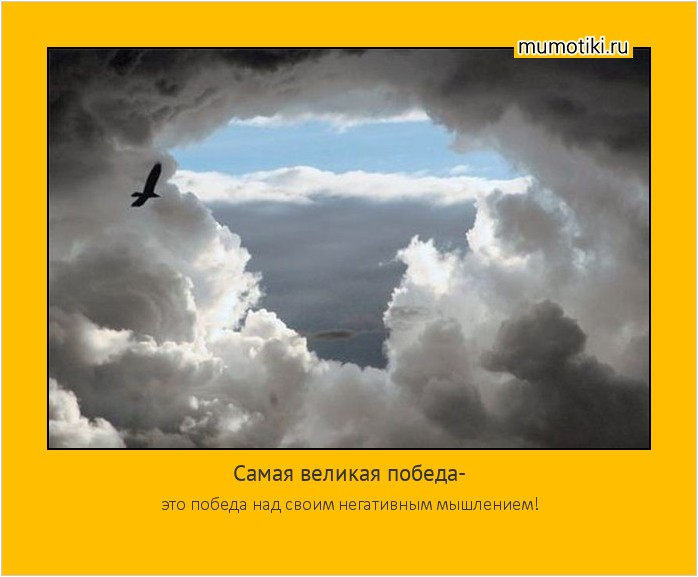 mumotiki.ru
Самая великая победа-
это победа над своим негативным мышлением!